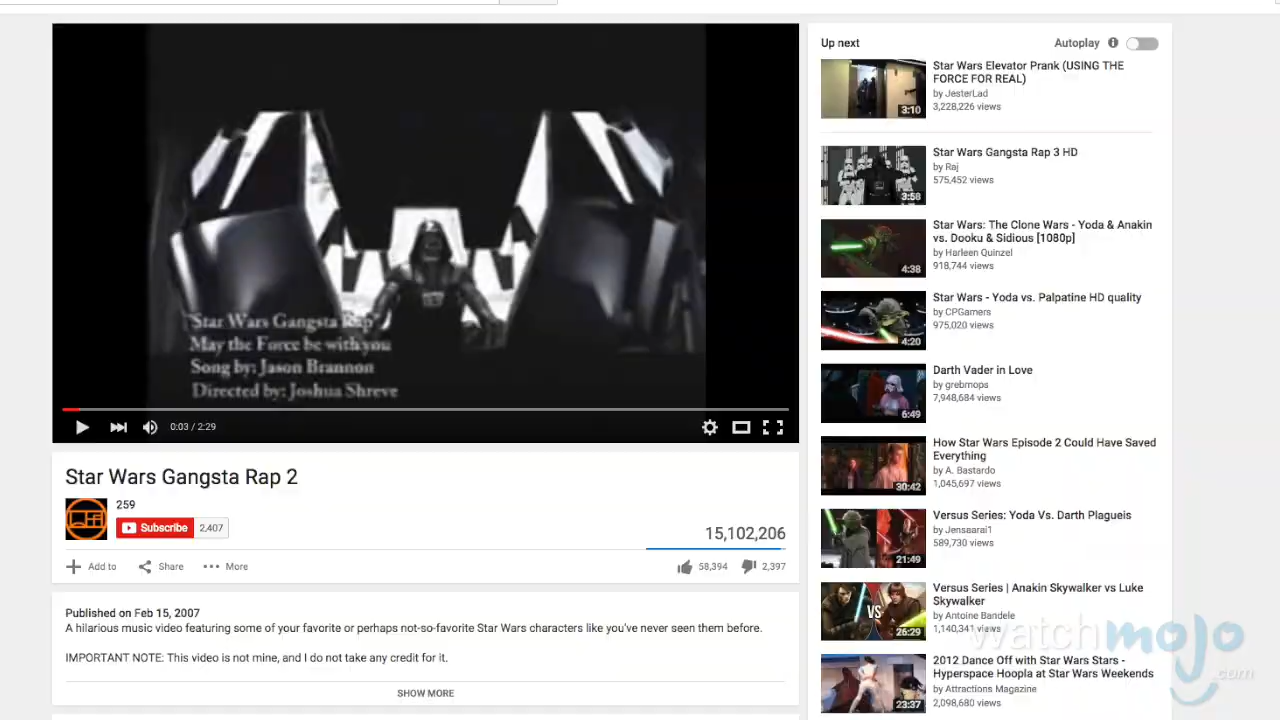 Star Wars Gangsta Rap
May the Force be with you
Song by: Jason Brannon
Directed by: Joshua Shreve
0:03 / 2:29
Star Wars Gangsta Rap 2
259
Subscribe 2,407
15,102,206
Add to Share More 58,394 2,397
Published on Feb 15, 2007
A hilarious music video featuring some of your favorite or perhaps not-so-favorite Star Wars characters like you've never seen them before.
IMPORTANT NOTE: This video is not mine, and I do not take any credit for it.
SHOW MORE
Up next Autoplay
Star Wars Elevator Prank (USING THE
FORCE FOR REAL)
by JesterLad
3,228,226 views
3:10
Star Wars Gangsta Rap 3 HD
by Raj
575,452 views
3:58
Star Wars: The Clone Wars - Yoda & Anakin
vs. Dooku & Sidious [1080p]
by Harleen Quinzel
918,744 views
4:38
Star Wars - Yoda vs. Palpatine HD quality
by CPGamers
975,020 views
4:20
Darth Vader in Love
by grebmops
7,948,684 views
6:49
How Star Wars Episode 2 Could Have Saved
Everything
by A. Bastardo
1,045,697 views
30:42
Versus Series: Yoda Vs. Darth Plagueis
by Jensaarai1
589,730 views
21:49
Versus Series | Anakin Skywalker vs Luke
Skywalker
by Antoine Bandele
1,140,341 views
VS
26:29
2012 Dance Off with Star Wars Stars -
Hyperspace Hoopla at Star Wars Weekends
by Attractions Magazine
2,098,680 views
23:37
watchmojo
.com